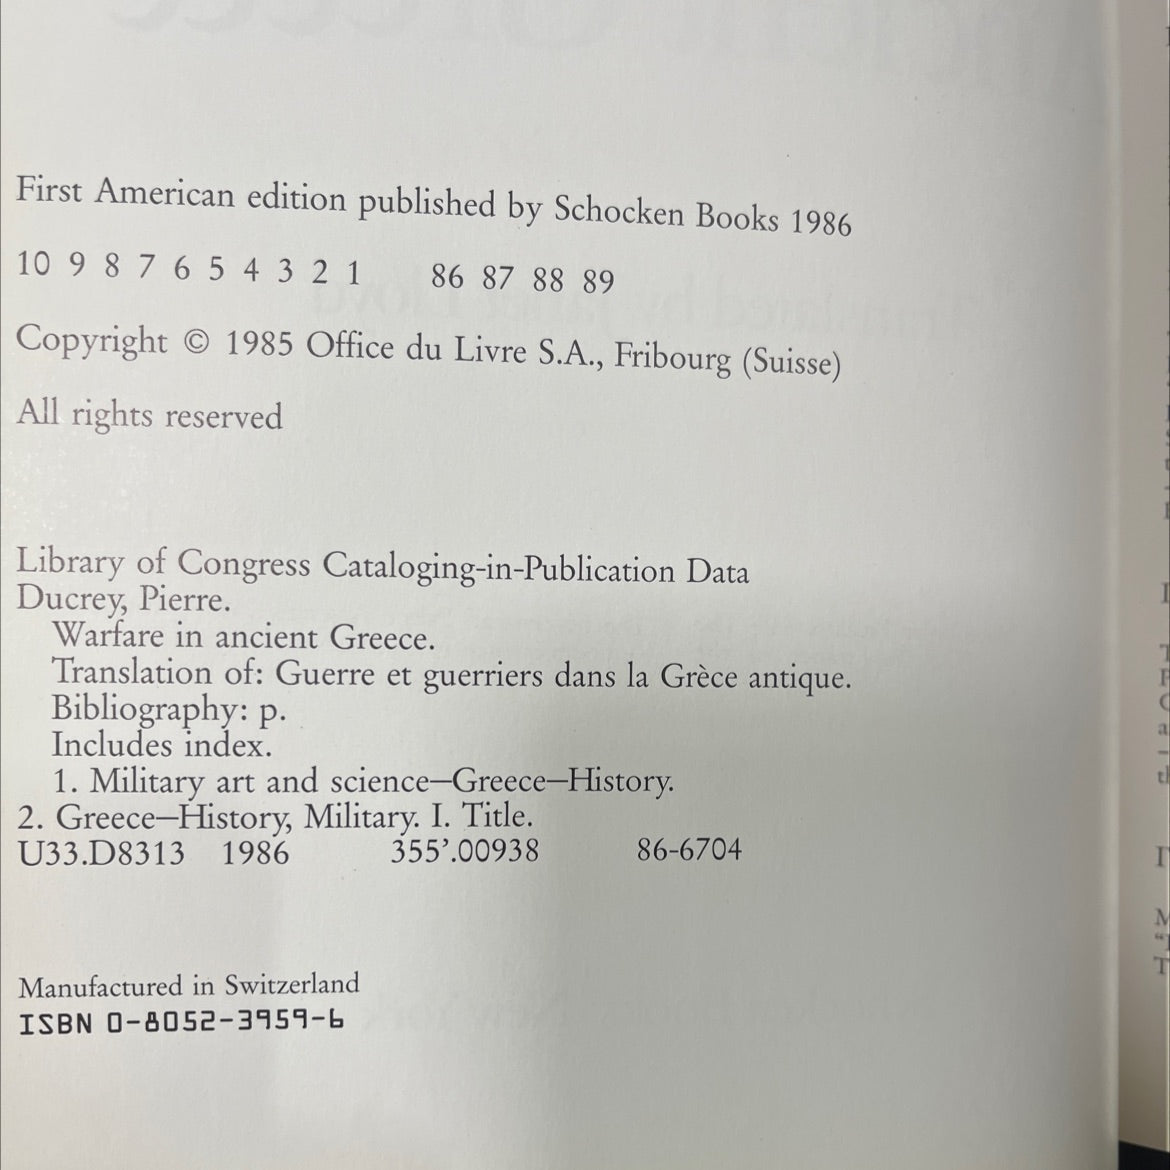 First American edition published by Schocken Books 1986
10 9 8 7 6 5 4 3 2 1 86 87 88 89
Copyright © 1985 Office du Livre S.A., Fribourg (Suisse)
All rights reserved
Library of Congress Cataloging-in-Publication Data
Ducrey, Pierre.
Warfare in ancient Greece.
Translation of: Guerre et guerriers dans la Grèce antique.
Bibliography: p.
Includes index.
1. Military art and science—Greece—History.
2. Greece—History, Military. I. Title.
U33.D8313 1986 355’.00938 86-6704
Manufactured in Switzerland
ISBN 0-8052-3959-6